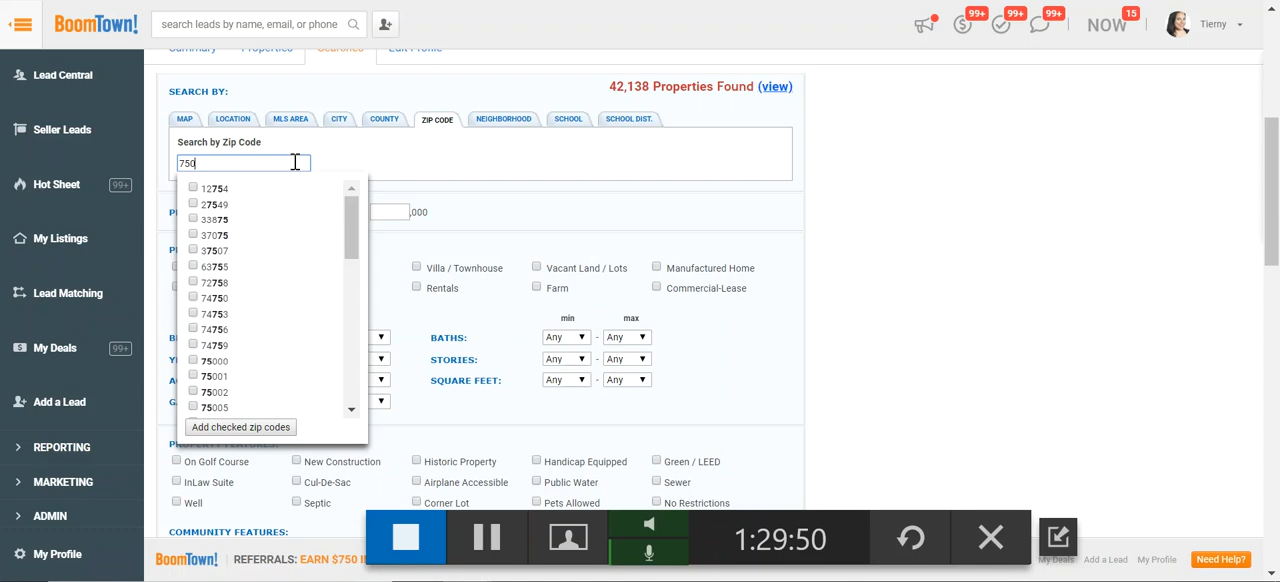 BoomTown!
search leads by name, email, or phone
99+
99+
99+
NOW
15
Tierny
Summary
Properties
Searches
Edit Profile
Lead Central
Seller Leads
Hot Sheet
99+
My Listings
Lead Matching
My Deals
99+
Add a Lead
REPORTING
MARKETING
ADMIN
My Profile
SEARCH BY:
42,138 Properties Found (view)
MAP
LOCATION
MLS AREA
CITY
COUNTY
ZIP CODE
NEIGHBORHOOD
SCHOOL
SCHOOL DIST.
Search by Zip Code
750
12754
27549
33875
37075
37507
63755
72758
74750
74753
74756
74759
75000
75001
75002
75005
Add checked zip codes
,000
Villa / Townhouse
Vacant Land / Lots
Manufactured Home
Rentals
Farm
Commercial-Lease
min
max
BATHS:
Any
-
Any
STORIES:
Any
-
Any
SQUARE FEET:
Any
-
Any
PROPERTY FEATURES:
On Golf Course
New Construction
Historic Property
Handicap Equipped
Green / LEED
InLaw Suite
Cul-De-Sac
Airplane Accessible
Public Water
Sewer
Well
Septic
Corner Lot
Pets Allowed
No Restrictions
COMMUNITY FEATURES:
1:29:50
BoomTown!
REFERRALS: EARN $750 I
My Deals
Add a Lead
My Profile
Need Help?